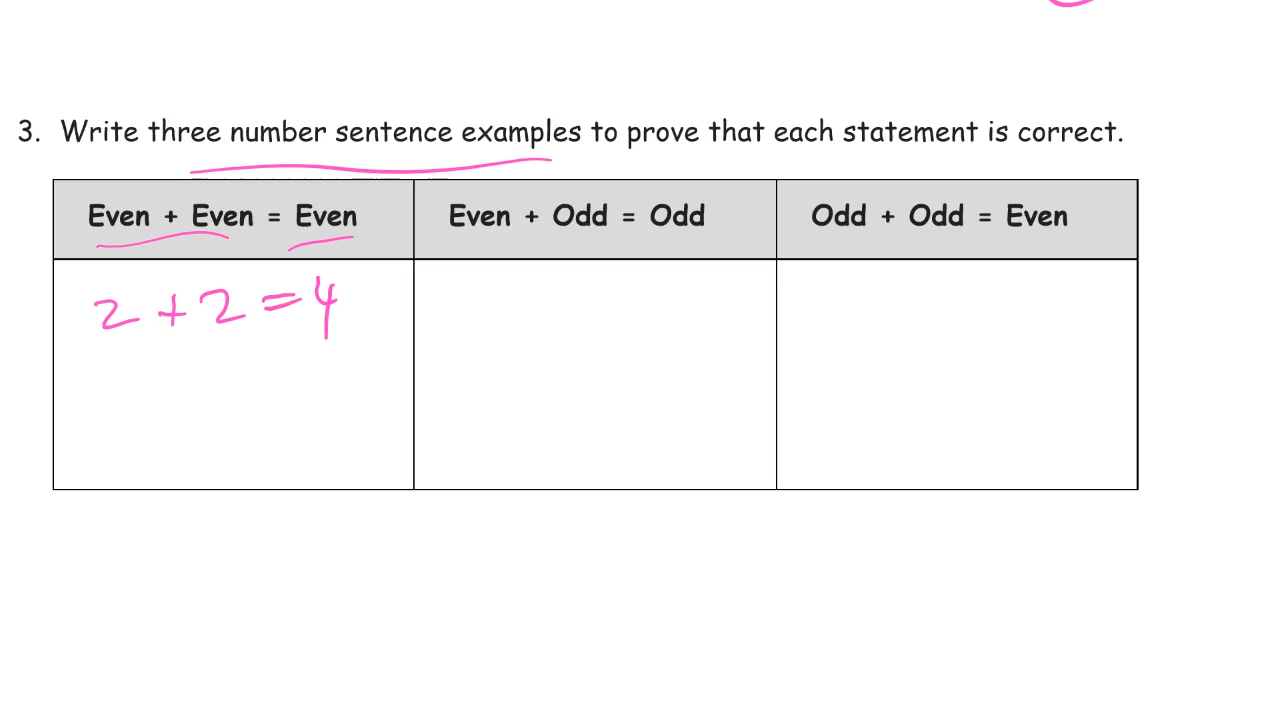 3. Write three number sentence examples to prove that each statement is correct.
Even + Even = Even
Even + Odd = Odd
Odd + Odd = Even
2 + 2 = 4